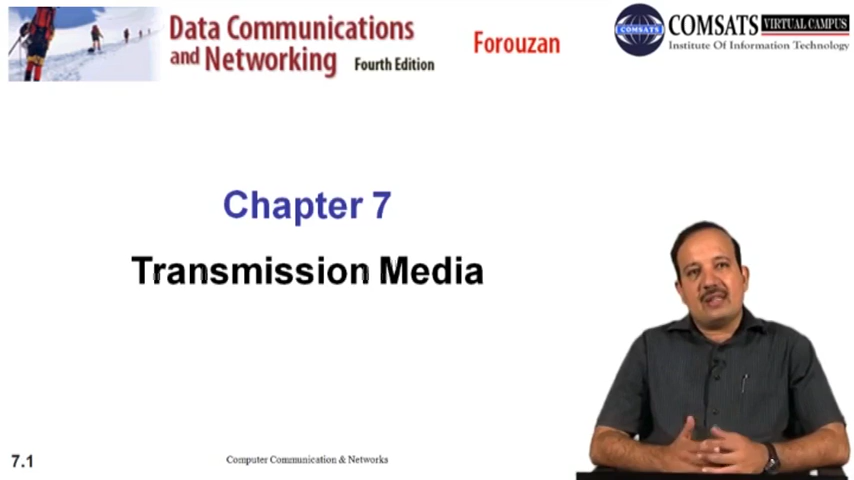 Data Communications
and Networking Fourth Edition
Forouzan
COMSATS
COMSATS VIRTUAL CAMPUS
Institute Of Information Technology
Chapter 7
Transmission Media
7.1
Computer Communication & Networks